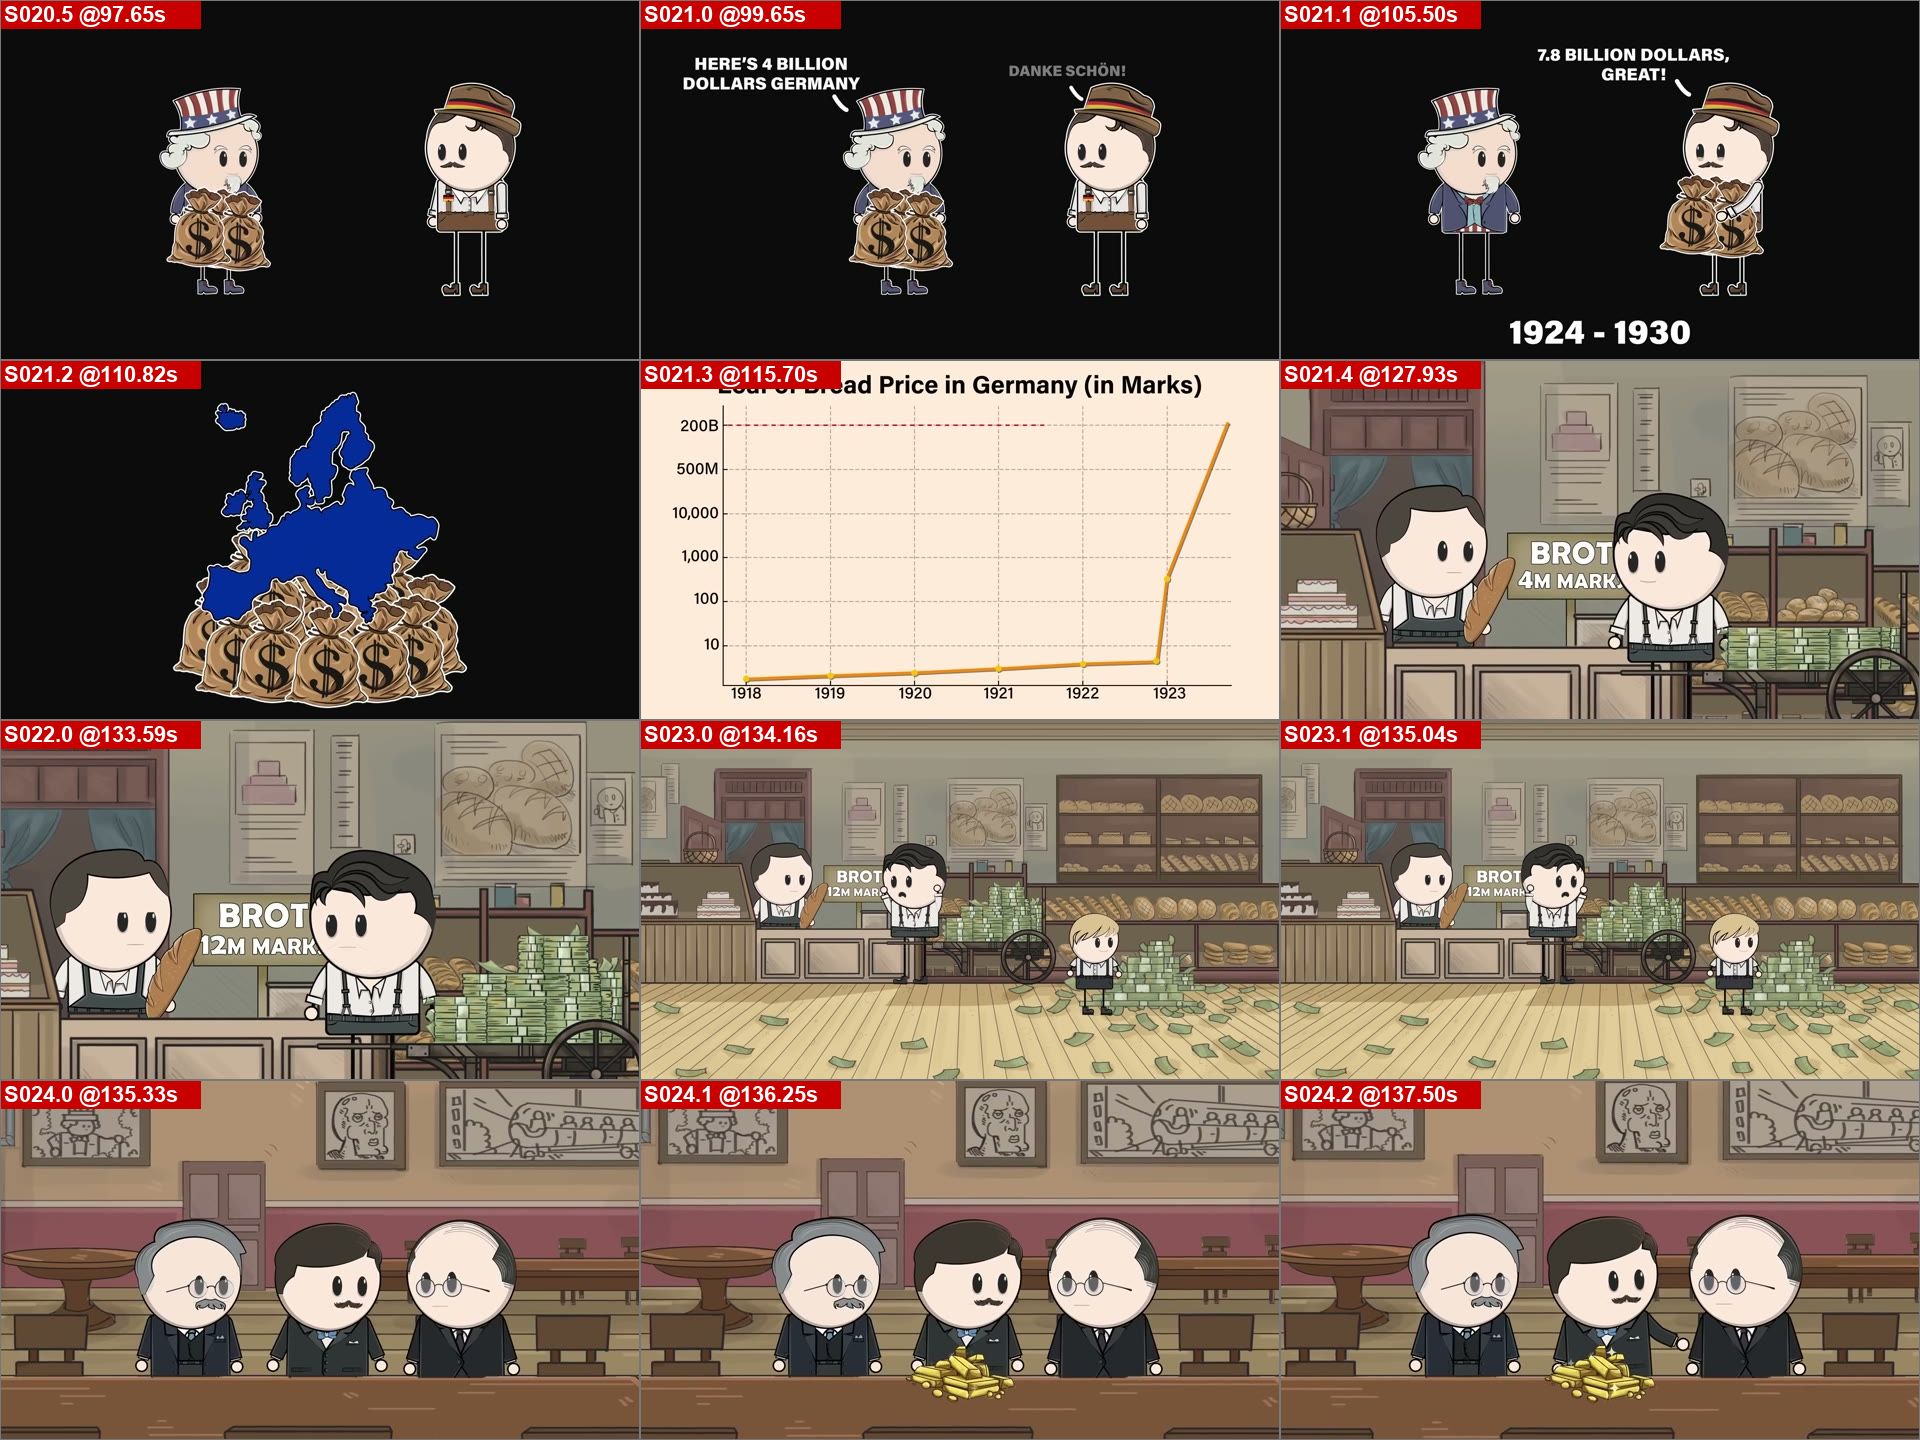 S020.5 @97.65s
S021.0 @99.65s
HERE'S 4 BILLION
DOLLARS GERMANY
DANKE SCHÖN!
$ $
S021.1 @105.50s
7.8 BILLION DOLLARS,
GREAT!
$ $
1924 - 1930
$ $
S021.2 @110.82s
$ $ $ $ $
S021.3 @115.70s
Bread Price in Germany (in Marks)
200B
500M
10,000
1,000
100
10
1918 1919 1920 1921 1922 1923
S021.4 @127.93s
BROT
4M MARK
S022.0 @133.59s
BROT
12M MARK
S023.0 @134.16s
BROT
12M MARK
S023.1 @135.04s
BROT
12M MARK
S024.0 @135.33s
S024.1 @136.25s
S024.2 @137.50s